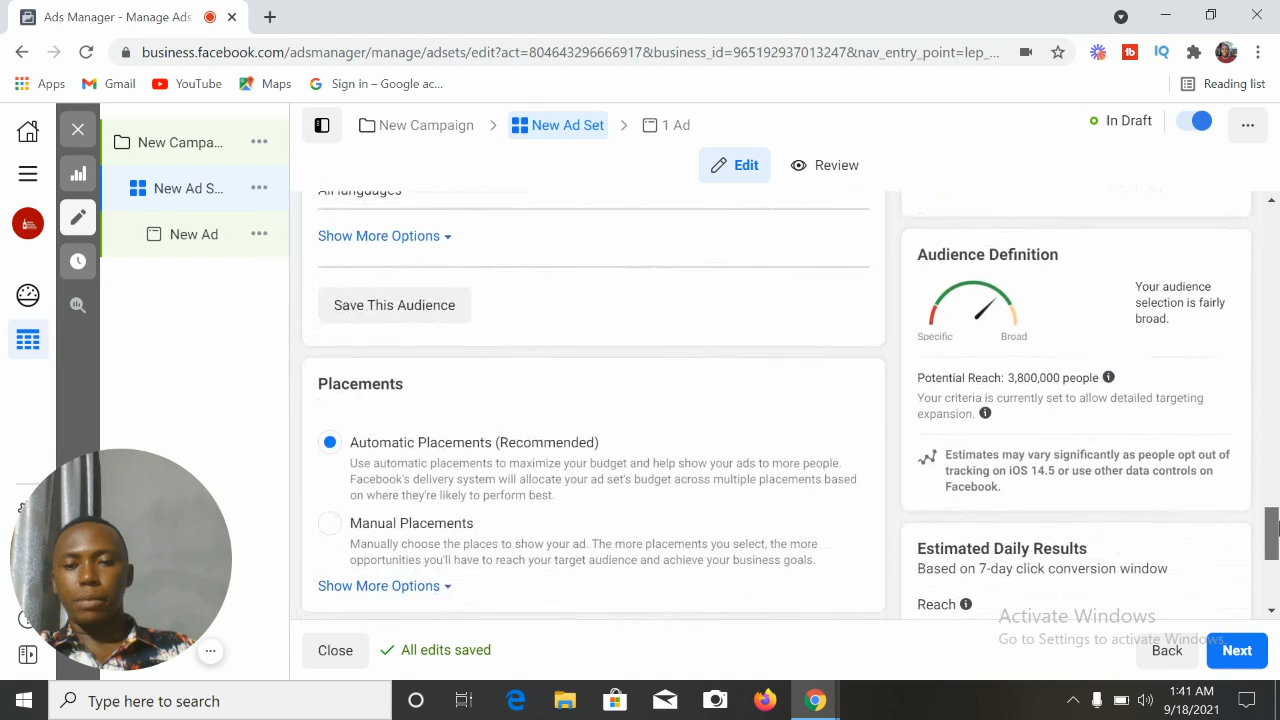 Ads Manager - Manage Ads
business.facebook.com/adsmanager/manage/adsets/edit?act=804643296666917&business_id=965192937013247&nav_entry_point=lep_...
Apps
Gmail
YouTube
Maps
Sign in – Google ac...
Reading list
New Campa...
New Ad S...
New Ad
New Campaign
New Ad Set
1 Ad
In Draft
Edit
Review
All languages
Show More Options
Save This Audience
Placements
Automatic Placements (Recommended)
Use automatic placements to maximize your budget and help show your ads to more people.
Facebook's delivery system will allocate your ad set's budget across multiple placements based
on where they're likely to perform best.
Manual Placements
Manually choose the places to show your ad. The more placements you select, the more
opportunities you'll have to reach your target audience and achieve your business goals.
Show More Options
Audience Definition
Specific
Broad
Your audience
selection is fairly
broad.
Potential Reach: 3,800,000 people
Your criteria is currently set to allow detailed targeting
expansion.
Estimates may vary significantly as people opt out of
tracking on iOS 14.5 or use other data controls on
Facebook.
Estimated Daily Results
Based on 7-day click conversion window
Reach
Activate Windows
Go to Settings to activate Windows.
Close
All edits saved
Back
Next
Type here to search
1:41 AM
9/18/2021